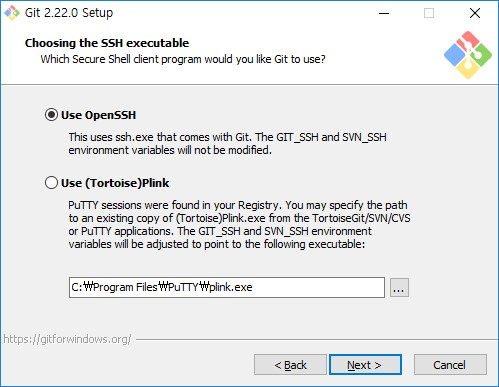 Git 2.22.0 Setup
Choosing the SSH executable
Which Secure Shell client program would you like Git to use?
Use OpenSSH
This uses ssh.exe that comes with Git. The GIT_SSH and SVN_SSH
environment variables will not be modified.
Use (Tortoise)Plink
PuTTY sessions were found in your Registry. You may specify the path
to an existing copy of (Tortoise)Plink.exe from the TortoiseGit/SVN/CVS
or PuTTY applications. The GIT_SSH and SVN_SSH environment
variables will be adjusted to point to the following executable:
C:₩Program Files₩PuTTY₩plink.exe
...
https://gitforwindows.org/
< Back
Next >
Cancel